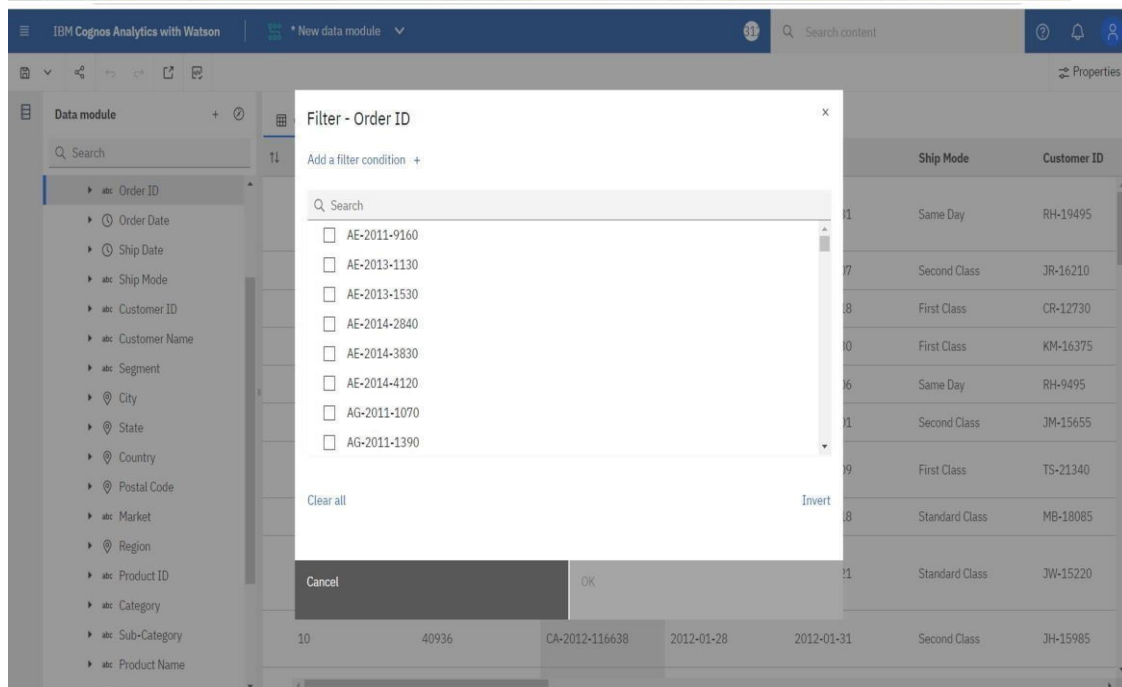 IBM Cognos Analytics with Watson
* New data module
31
Search content
Properties
Data module
Search
Order ID
Order Date
Ship Date
Ship Mode
Customer ID
Customer Name
Segment
City
State
Country
Postal Code
Market
Region
Product ID
Category
Sub-Category
Product Name
Filter - Order ID
x
Add a filter condition +
Search
AE-2011-9160
AE-2013-1130
AE-2013-1530
AE-2014-2840
AE-2014-3830
AE-2014-4120
AG-2011-1070
AG-2011-1390
Clear all Invert
Cancel OK
Ship Mode Customer ID
Same Day RH-19495
Second Class JR-16210
First Class CR-12730
First Class KM-16375
Same Day RH-9495
Second Class JM-15655
First Class TS-21340
Standard Class MB-18085
Standard Class JW-15220
10 40936 CA-2012-116638 2012-01-28 2012-01-31 Second Class JH-15985